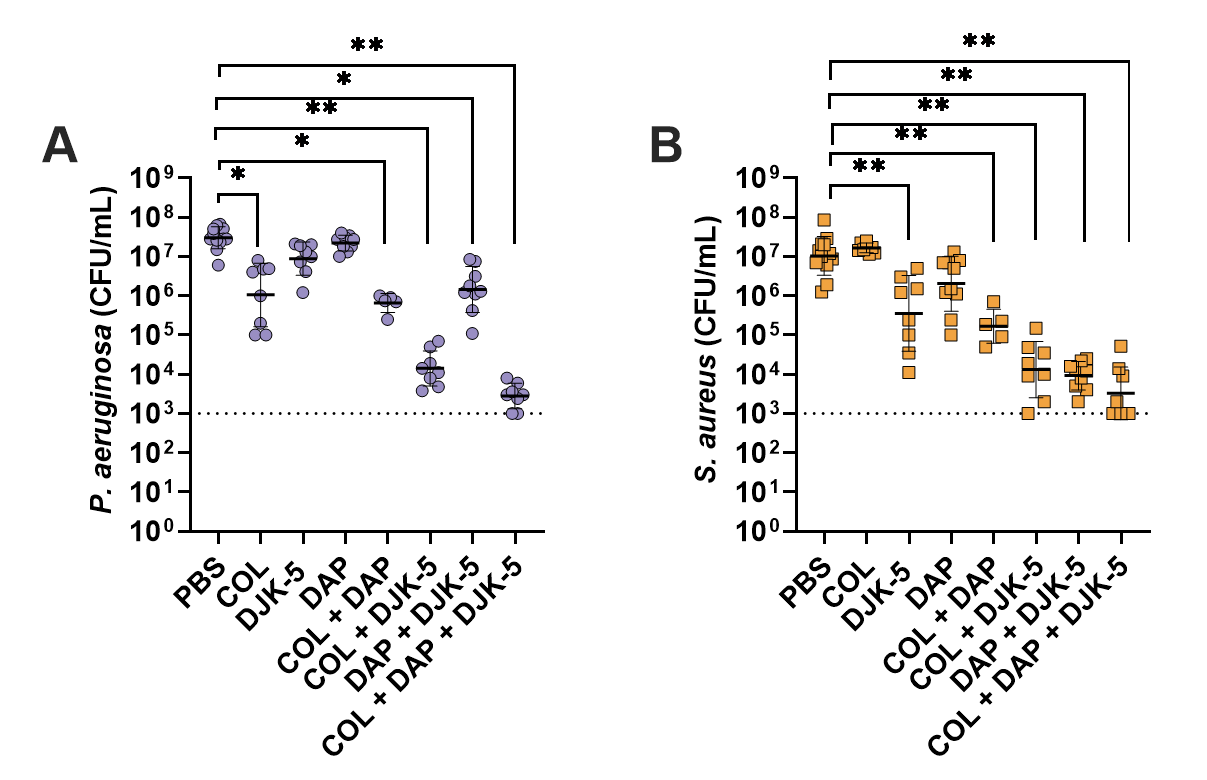 **
*
**
*
*
A
P. aeruginosa (CFU/mL)
10⁹
10⁸
10⁷
10⁶
10⁵
10⁴
10³
10²
10¹
10⁰
PBS
COL
DJK-5
DAP
COL + DAP
COL + DJK-5
DAP + DJK-5
COL + DAP + DJK-5
**
**
**
**
**
B
S. aureus (CFU/mL)
10⁹
10⁸
10⁷
10⁶
10⁵
10⁴
10³
10²
10¹
10⁰
PBS
COL
DJK-5
DAP
COL + DAP
COL + DJK-5
DAP + DJK-5
COL + DAP + DJK-5